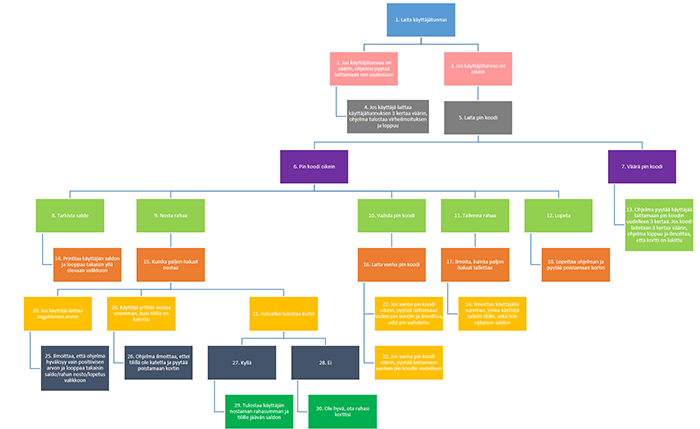 1. Laita käyttäjätunnus
2. Jos käyttäjätunnus on
väärin, ohjelma pyytää
laittamaan sen uudestaan
3. Jos käyttäjätunnus on
oikein
4. Jos käyttäjä laittaa
käyttäjätunnuksen 3 kertaa väärin,
ohjelma tulostaa virheilmoituksen
ja loppuu
5. Laita pin koodi
6. Pin koodi oikein
7. Väärä pin koodi
8. Tarkista saldo
9. Nosta rahaa
10. Vaihda pin koodi
11. Talleta rahaa
12. Lopeta
13. Ohjelma pyytää käyttäjää
laittamaan pin koodin
uudelleen 3 kertaa. Jos koodi
laitetaan 3 kertaa väärin,
ohjelma loppuu ja ilmoittaa,
että kortti on lukittu
14. Printtaa käyttäjän saldon
ja looppaa takaisin yllä
olevaan valikkoon
15. Kuinka paljon haluat
nostaa
16. Laita vanha pin koodi
17. Ilmoita, kuinka paljon
haluat tallettaa
18. Lopettaa ohjelman ja
pyytää poistamaan kortin
19. Jos käyttäjä laittaa
negatiivisen arvon
20. Käyttäjä yrittää nostaa
enemmän, kuin tilillä on
katetta
21. Haluatko tulostaa kuitin
22. Jos vanha pin koodi
oikein, pyytää laittamaan
uuden pin koodin ja ilmoittaa,
että pin vaihdettu
24. Ilmoittaa käyttäjälle
summan, jonka käyttäjä
talletti tilille, sekä tilin
nykyinen saldon
23. Jos vanha pin koodi
väärin, pyytää laittamaan
vanhan pin koodin uudelleen
25. Ilmoittaa, että ohjelma
hyväksyy vain positiivisen
arvon ja looppaa takaisin
saldo/rahan nosto/lopetus
valikkoon
26. Ohjelma ilmoittaa, ettei
tilillä ole katetta ja pyytää
poistamaan kortin
27. Kyllä
28. Ei
29. Tulostaa käyttäjän
nostaman rahasumman ja
tilille jäävän saldon
30. Ole hyvä, ota rahasi
korttisi